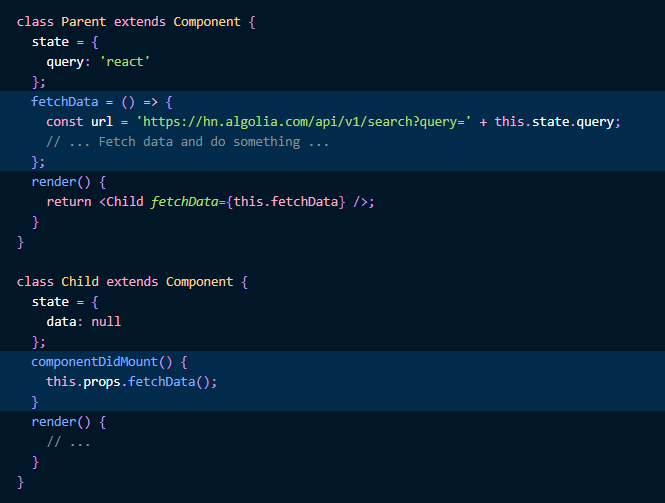 class Parent extends Component {
  state = {
    query: 'react'
  };
  fetchData = () => {
    const url = 'https://hn.algolia.com/api/v1/search?query=' + this.state.query;
    // ... Fetch data and do something ...
  };
  render() {
    return <Child fetchData={this.fetchData} />;
  }
}

class Child extends Component {
  state = {
    data: null
  };
  componentDidMount() {
    this.props.fetchData();
  }
  render() {
    // ...
  }
}